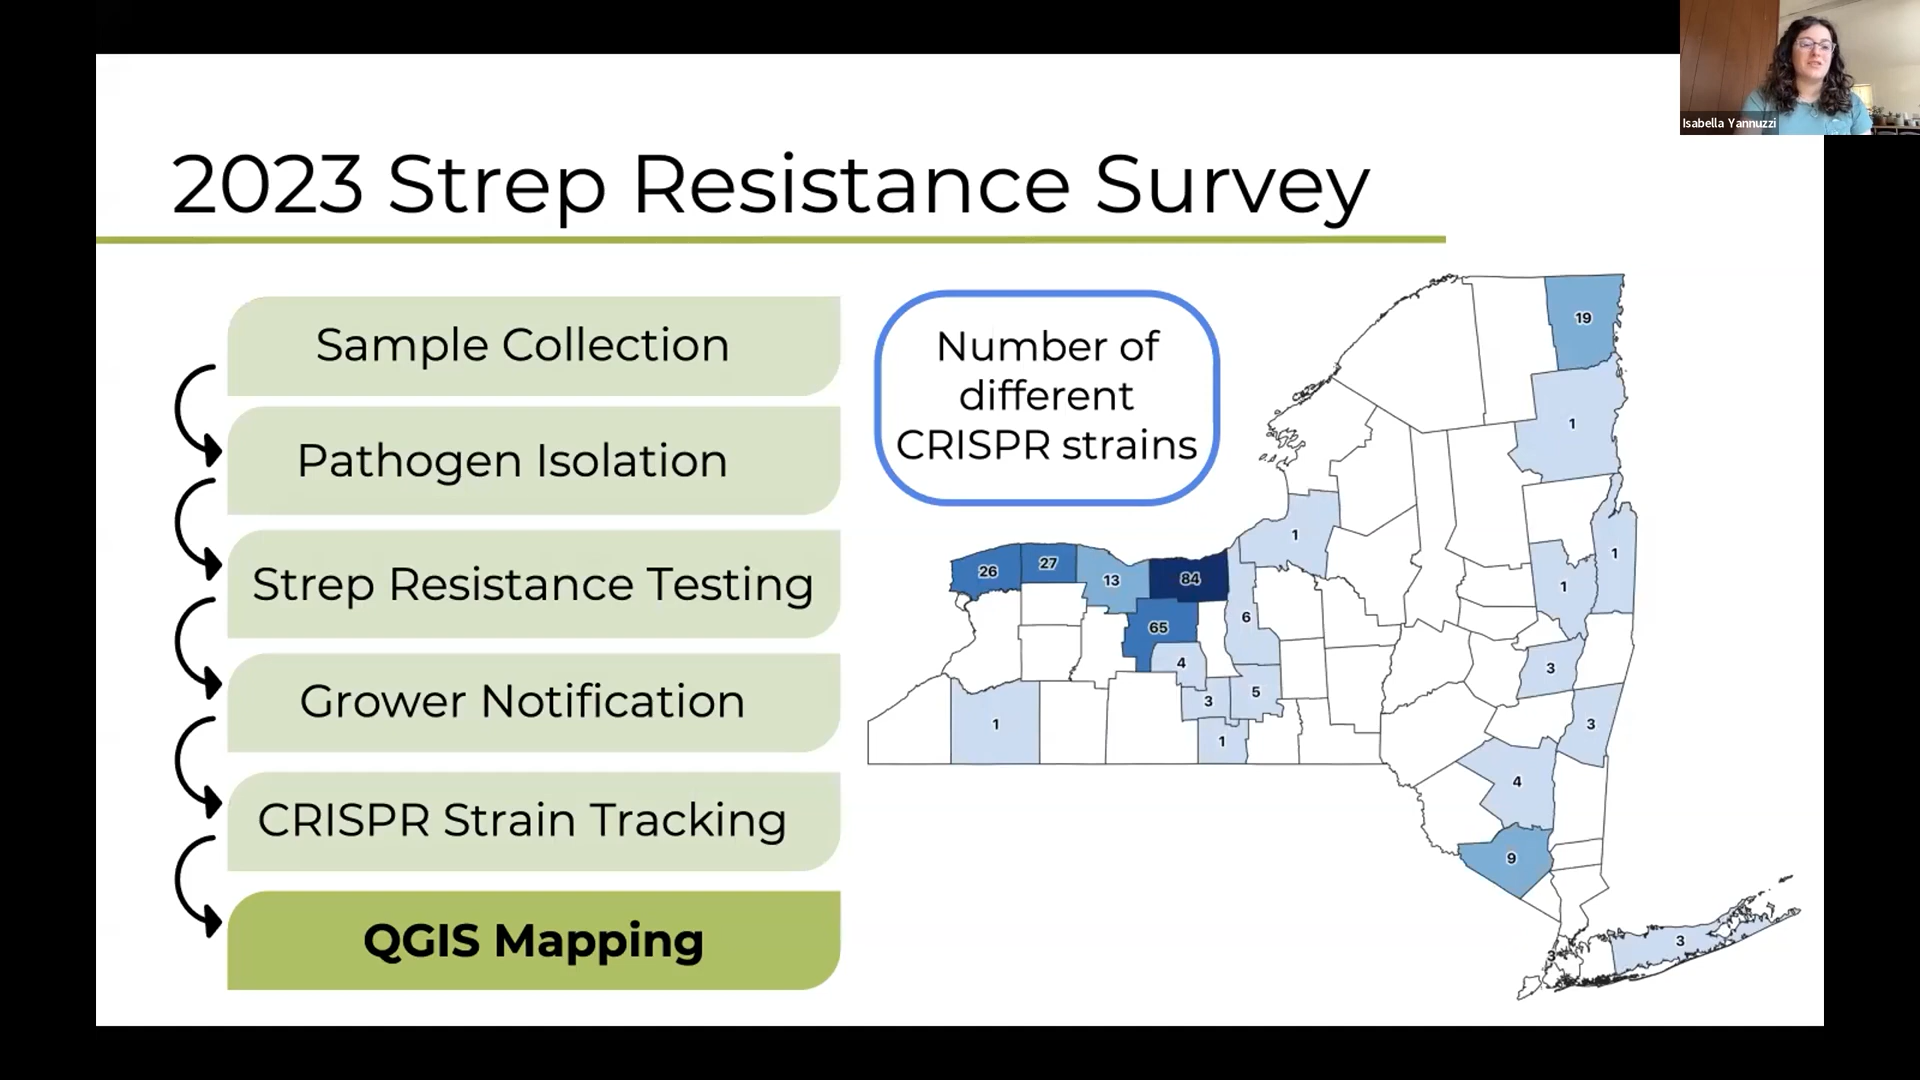 Isabella Yannuzzi
2023 Strep Resistance Survey
Sample Collection
Pathogen Isolation
Strep Resistance Testing
Grower Notification
CRISPR Strain Tracking
QGIS Mapping
Number of
different
CRISPR strains
19
1
1
1
26
27
13
84
1
6
65
4
3
3
5
1
3
1
4
9
3
3